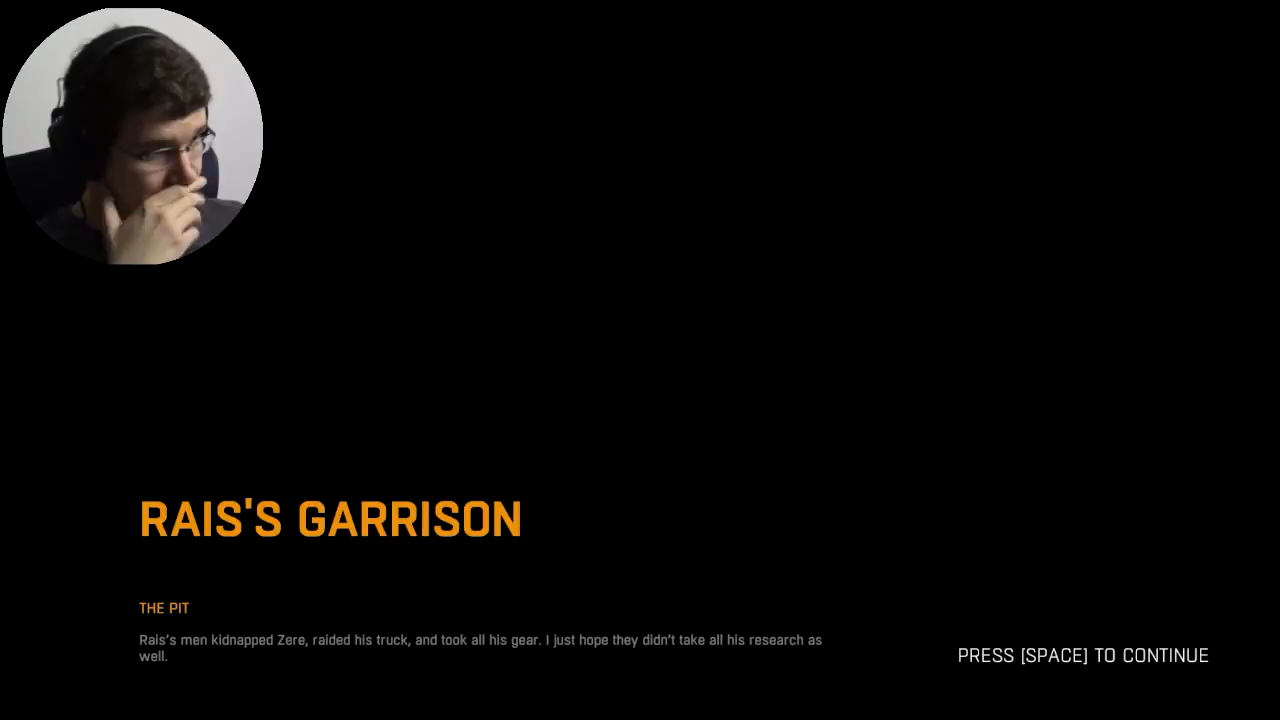 RAIS'S GARRISON
THE PIT
Rais's men kidnapped Zere, raided his truck, and took all his gear. I just hope they didn't take all his research as
well.
PRESS [SPACE] TO CONTINUE